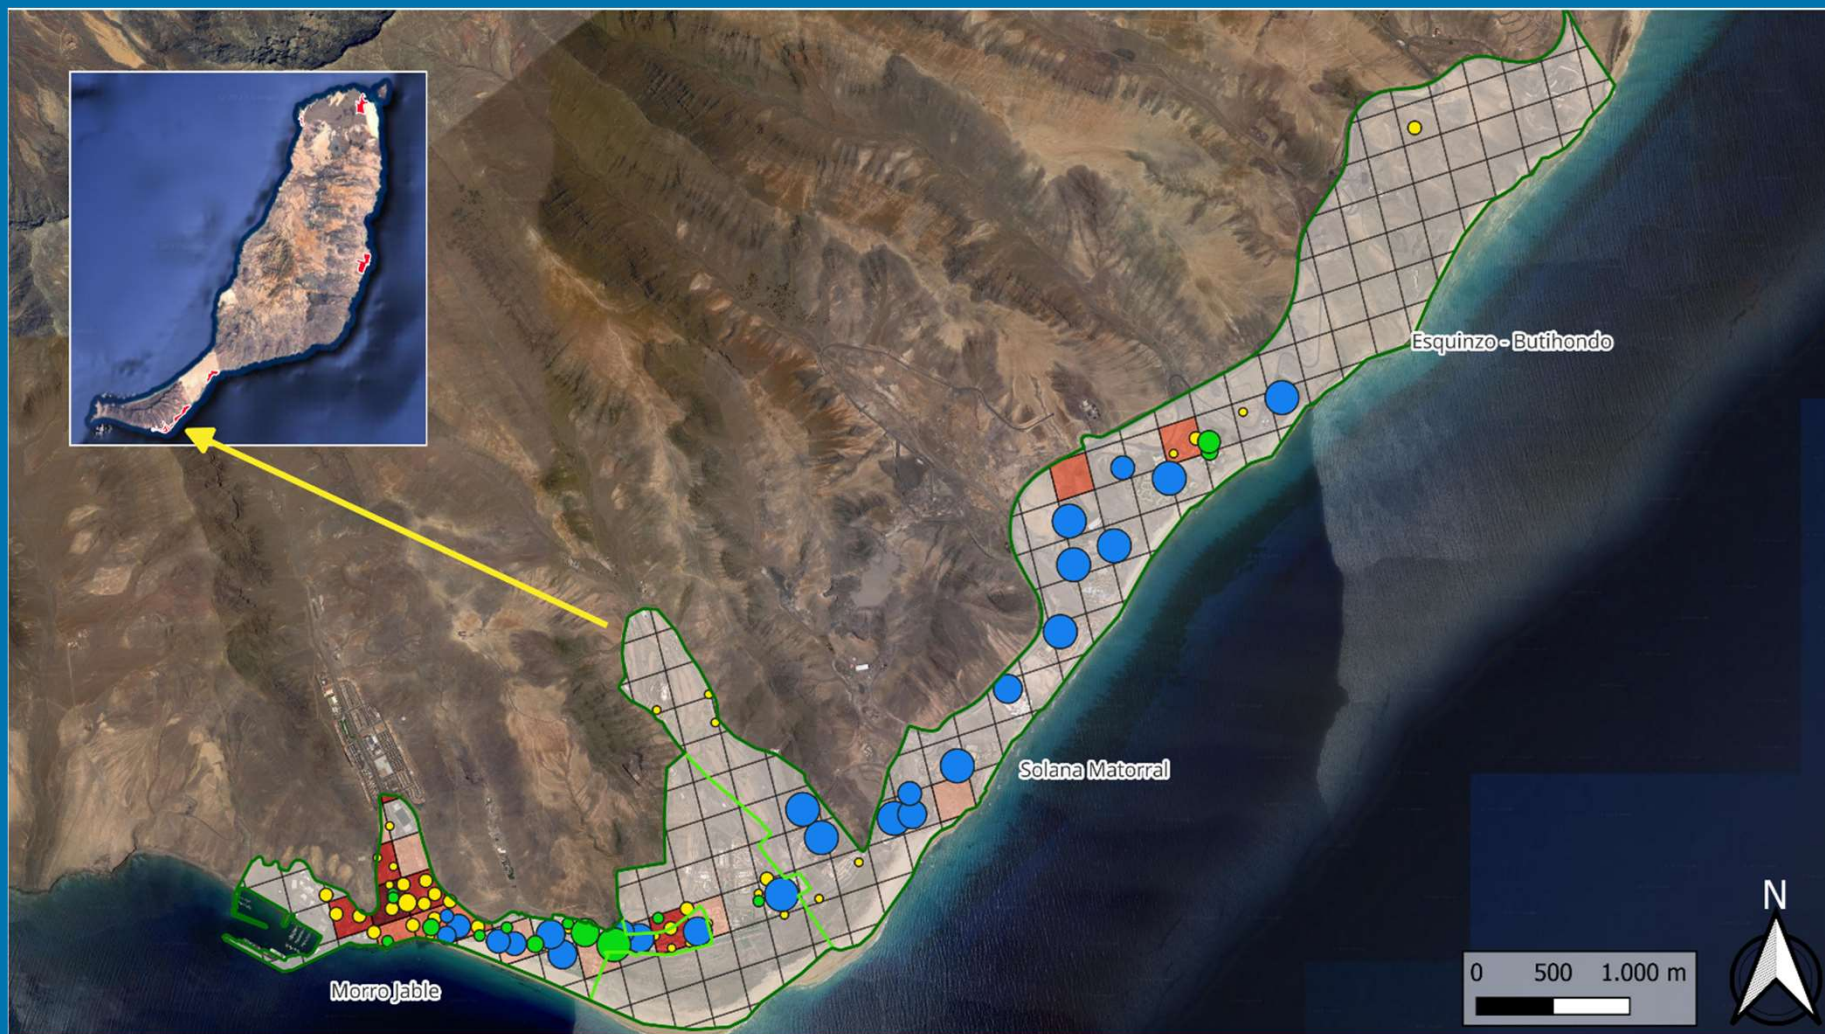 Esquinzo - Butihondo
Solana Matorral
Morro Jable
N
0 500 1.000 m